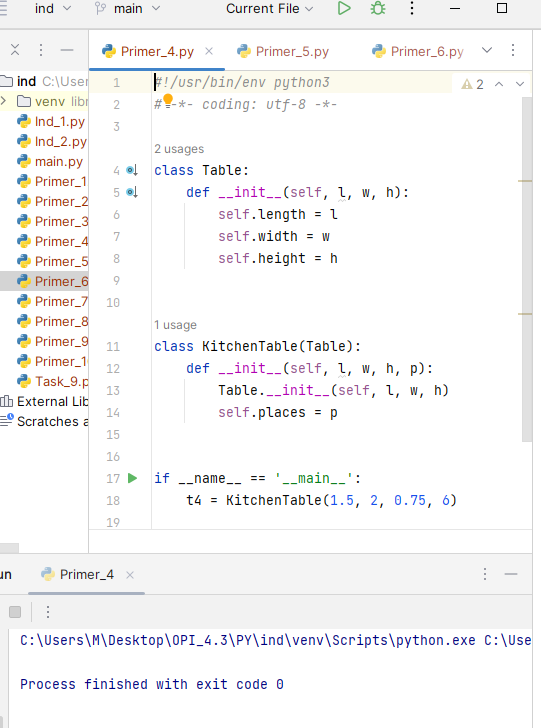 ind
main
Current File
Primer_4.py
Primer_5.py
Primer_6.py
ind C:\User
venv libr
Ind_1.py
Ind_2.py
main.py
Primer_1
Primer_2
Primer_3
Primer_4
Primer_5
Primer_6
Primer_7
Primer_8
Primer_9
Primer_1
Task_9.p
External Lib
Scratches a
2
1 #!/usr/bin/env python3
2 # -*- coding: utf-8 -*-
3
2 usages
4 class Table:
5 def __init__(self, l, w, h):
6 self.length = l
7 self.width = w
8 self.height = h
9
10
1 usage
11 class KitchenTable(Table):
12 def __init__(self, l, w, h, p):
13 Table.__init__(self, l, w, h)
14 self.places = p
15
16
17 if __name__ == '__main__':
18 t4 = KitchenTable(1.5, 2, 0.75, 6)
19
un
Primer_4
C:\Users\M\Desktop\OPI_4.3\PY\ind\venv\Scripts\python.exe C:\Use
Process finished with exit code 0